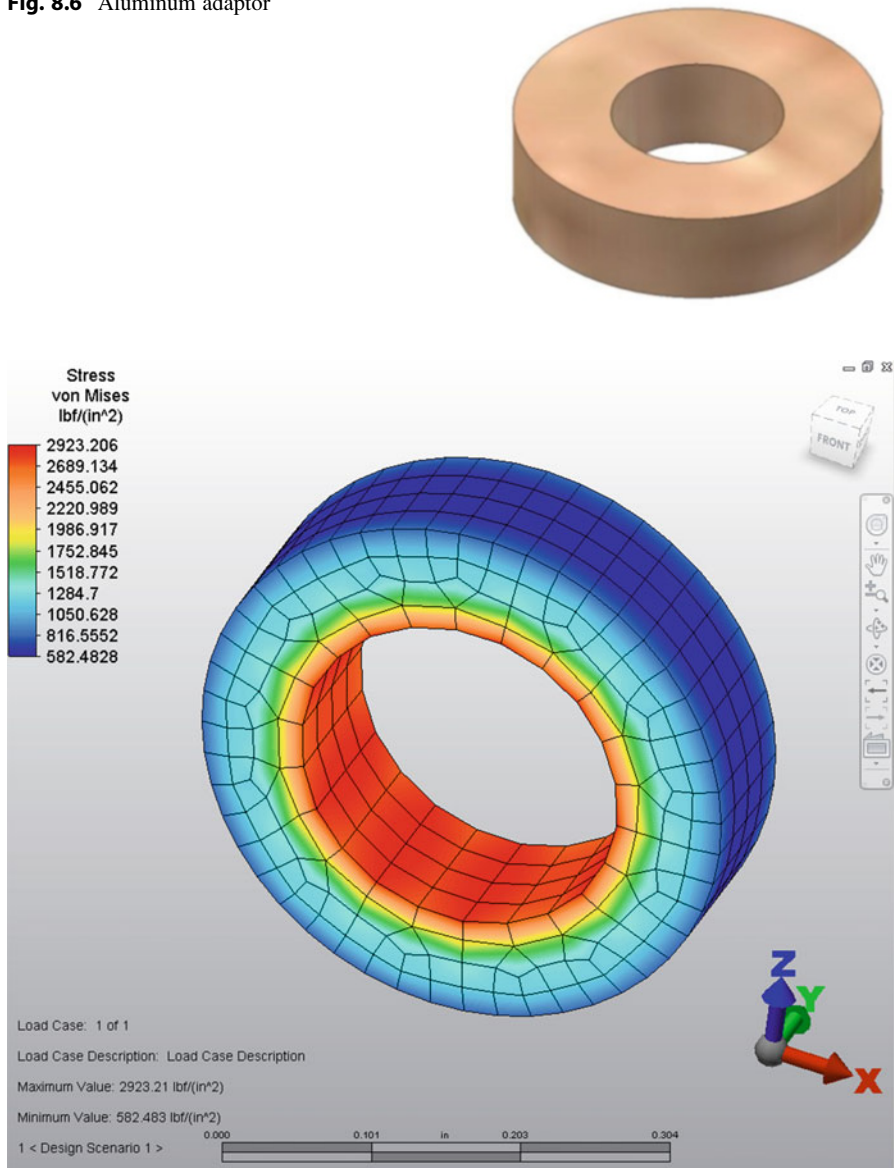 Fig. 8.6 Aluminum adaptor
Stress
von Mises
lbf/(in^2)
2923.206
2689.134
2455.062
2220.989
1986.917
1752.845
1518.772
1284.7
1050.628
816.5552
582.4828
TOP
FRONT
Z
Y
X
Load Case: 1 of 1
Load Case Description: Load Case Description
Maximum Value: 2923.21 lbf/(in^2)
Minimum Value: 582.483 lbf/(in^2)
0.000 0.101 in 0.203 0.304
1 < Design Scenario 1 >